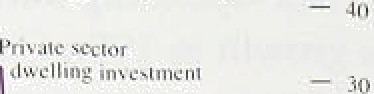 — 40
Private sector
dwelling investment
— 30